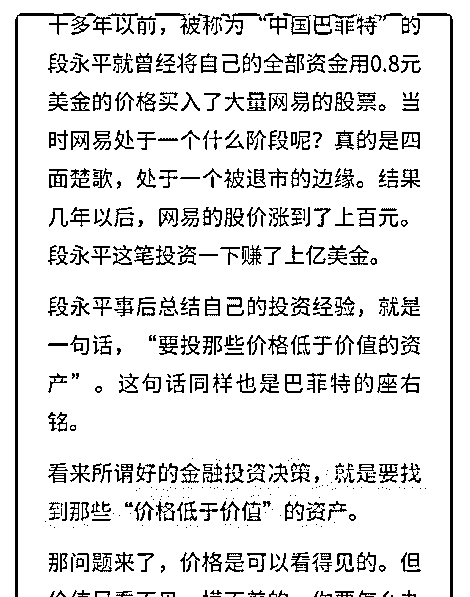 十多年以前，被称为“中国巴菲特”的
段永平就曾经将自己的全部资金用0.8元
美金的价格买入了大量网易的股票。当
时网易处于一个什么阶段呢？真的是四
面楚歌，处于一个被退市的边缘。结果
几年以后，网易的股价涨到了上百元。
段永平这笔投资一下赚了上亿美金。
段永平事后总结自己的投资经验，就是
一句话，“要投那些价格低于价值的资
产”。这句话同样也是巴菲特的座右
铭。
看来所谓好的金融投资决策，就是要找
到那些“价格低于价值”的资产。
那问题来了，价格是可以看得见的。但